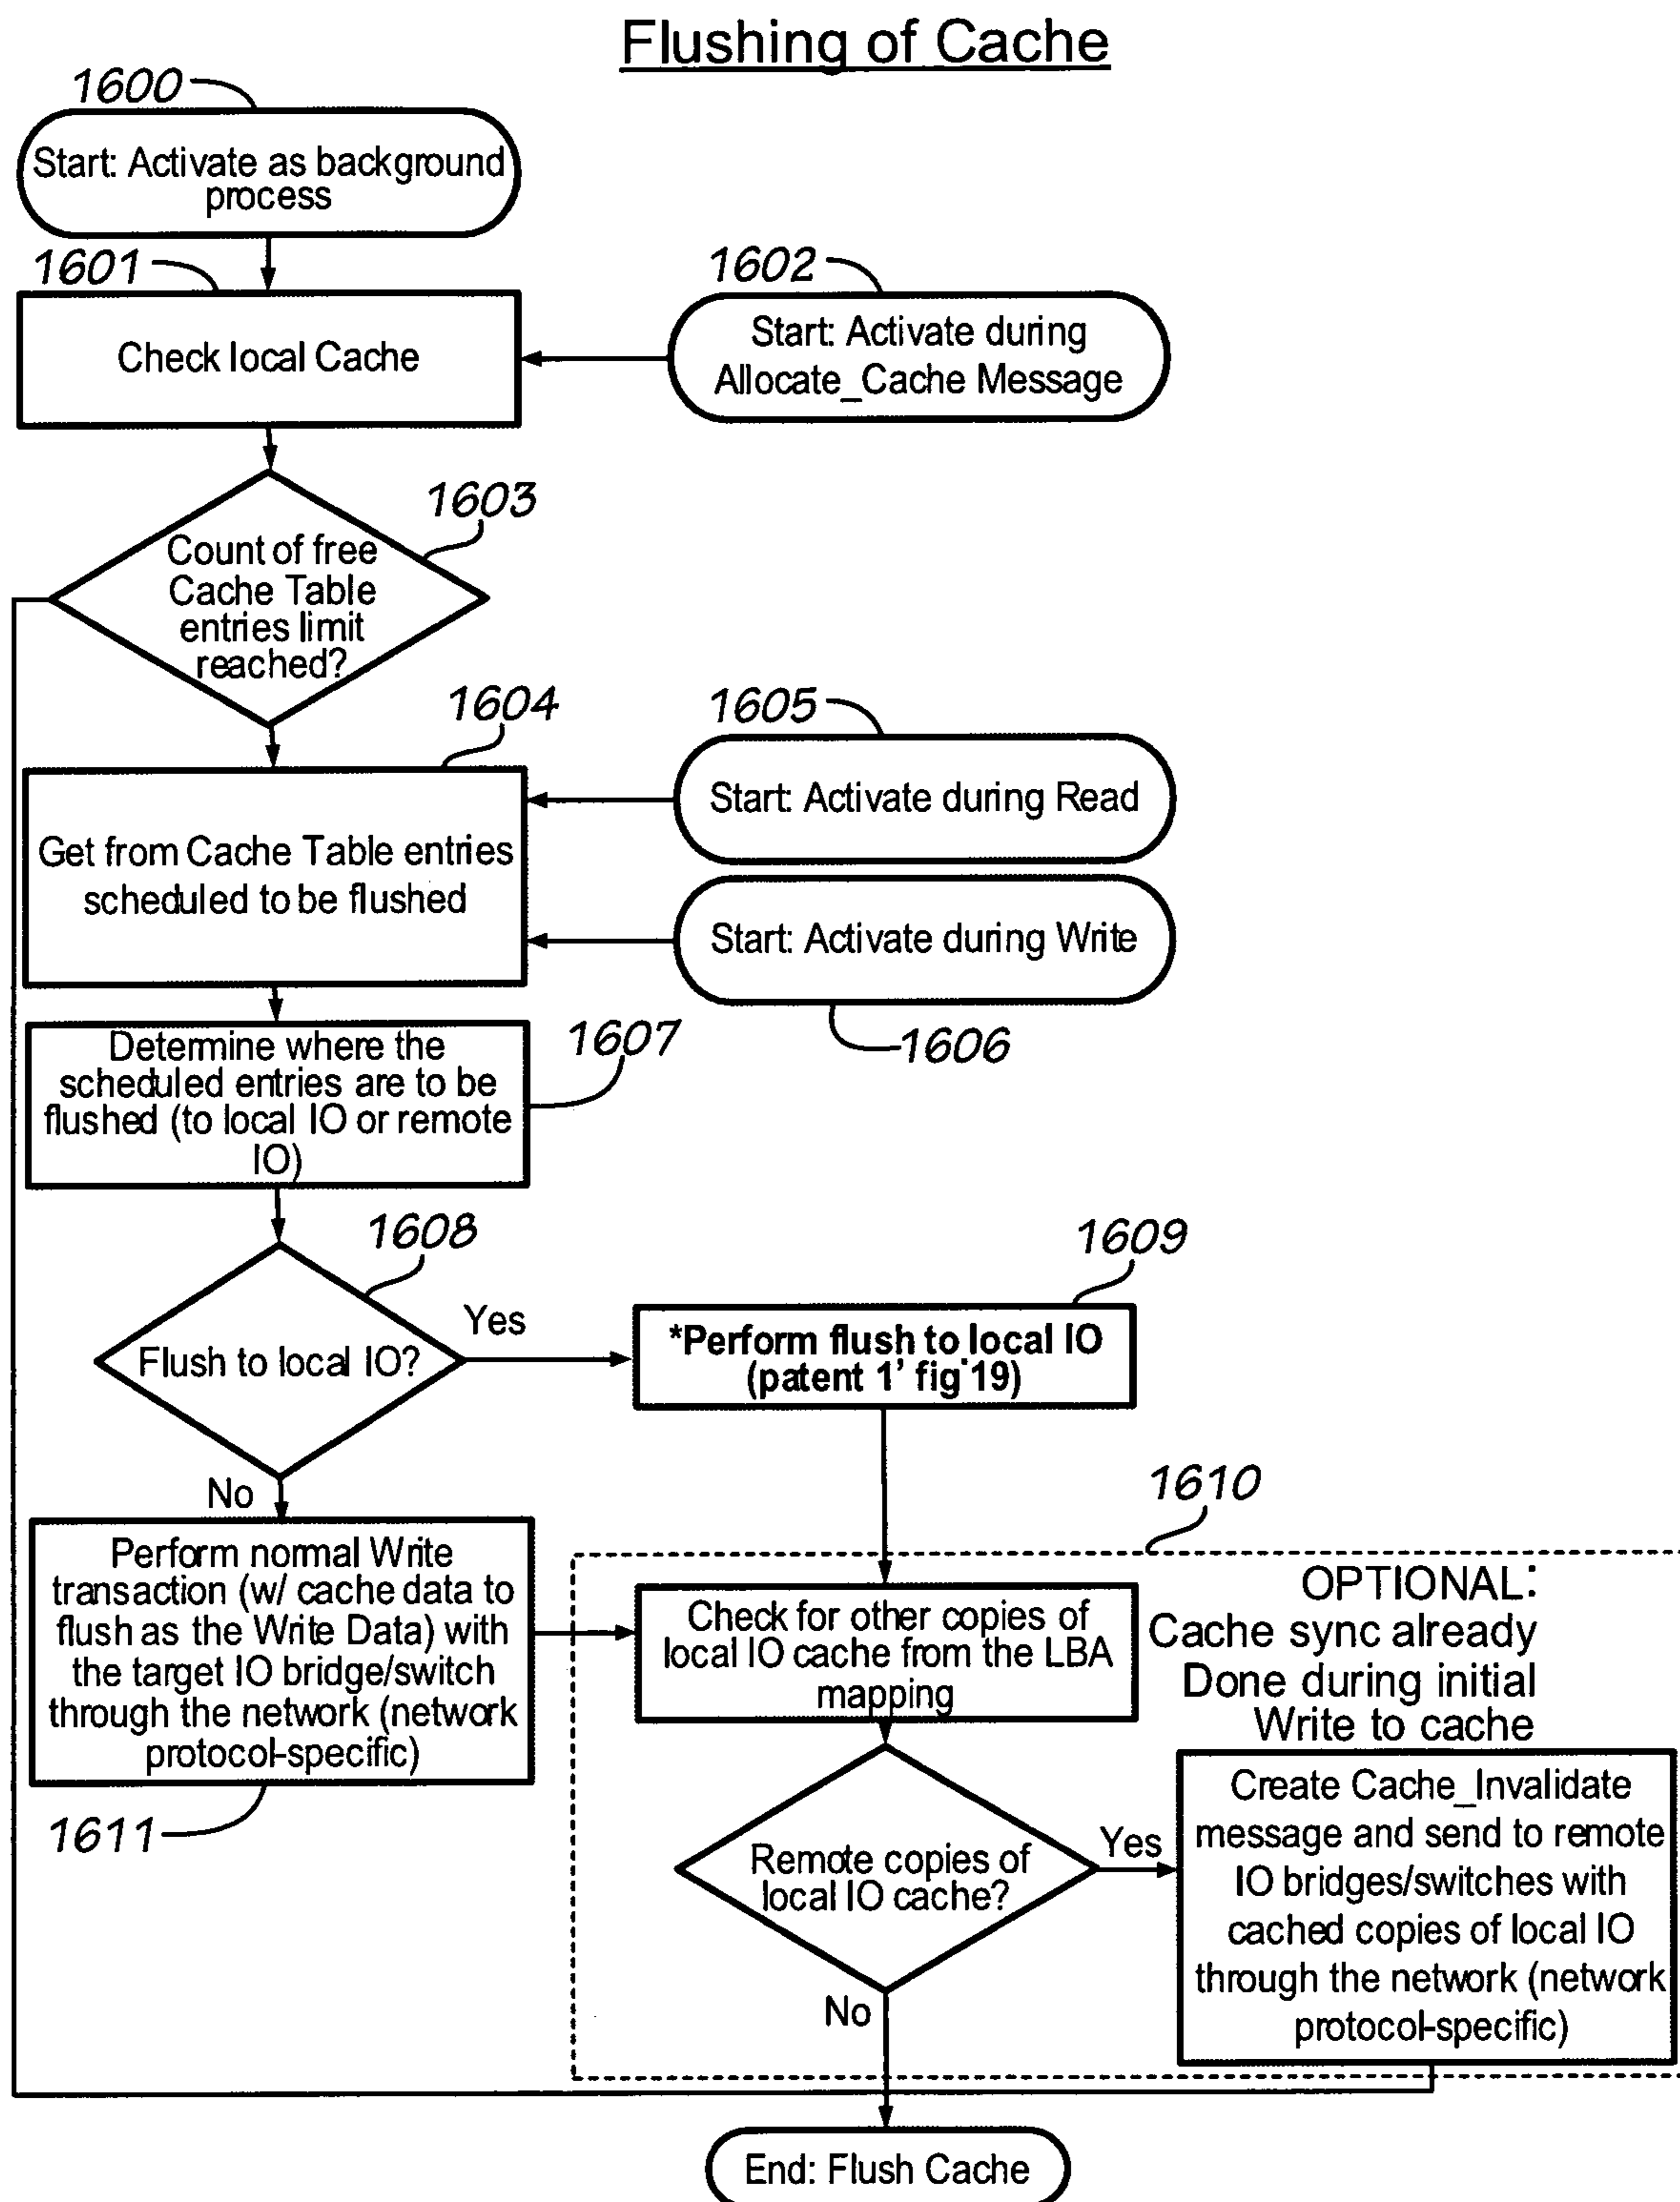 Flushing of Cache
1600
Start: Activate as background
process
1601
Check local Cache
1602
Start: Activate during
Allocate_Cache Message
1603
Count of free
Cache Table
entries limit
reached?
1604
Get from Cache Table entries
scheduled to be flushed
1605
Start: Activate during Read
Start: Activate during Write
1606
Determine where the
scheduled entries are to be
flushed (to local IO or remote
IO)
1607
1608
Flush to local IO?
Yes
1609
*Perform flush to local IO
(patent 1' fig 19)
No
Perform normal Write
transaction (w/ cache data to
flush as the Write Data) with
the target IO bridge/switch
through the network (network
protocol-specific)
1611
1610
OPTIONAL:
Cache sync already
Done during initial
Write to cache
Check for other copies of
local IO cache from the LBA
mapping
Remote copies of
local IO cache?
Yes
Create Cache_Invalidate
message and send to remote
IO bridges/switches with
cached copies of local IO
through the network (network
protocol-specific)
No
End: Flush Cache